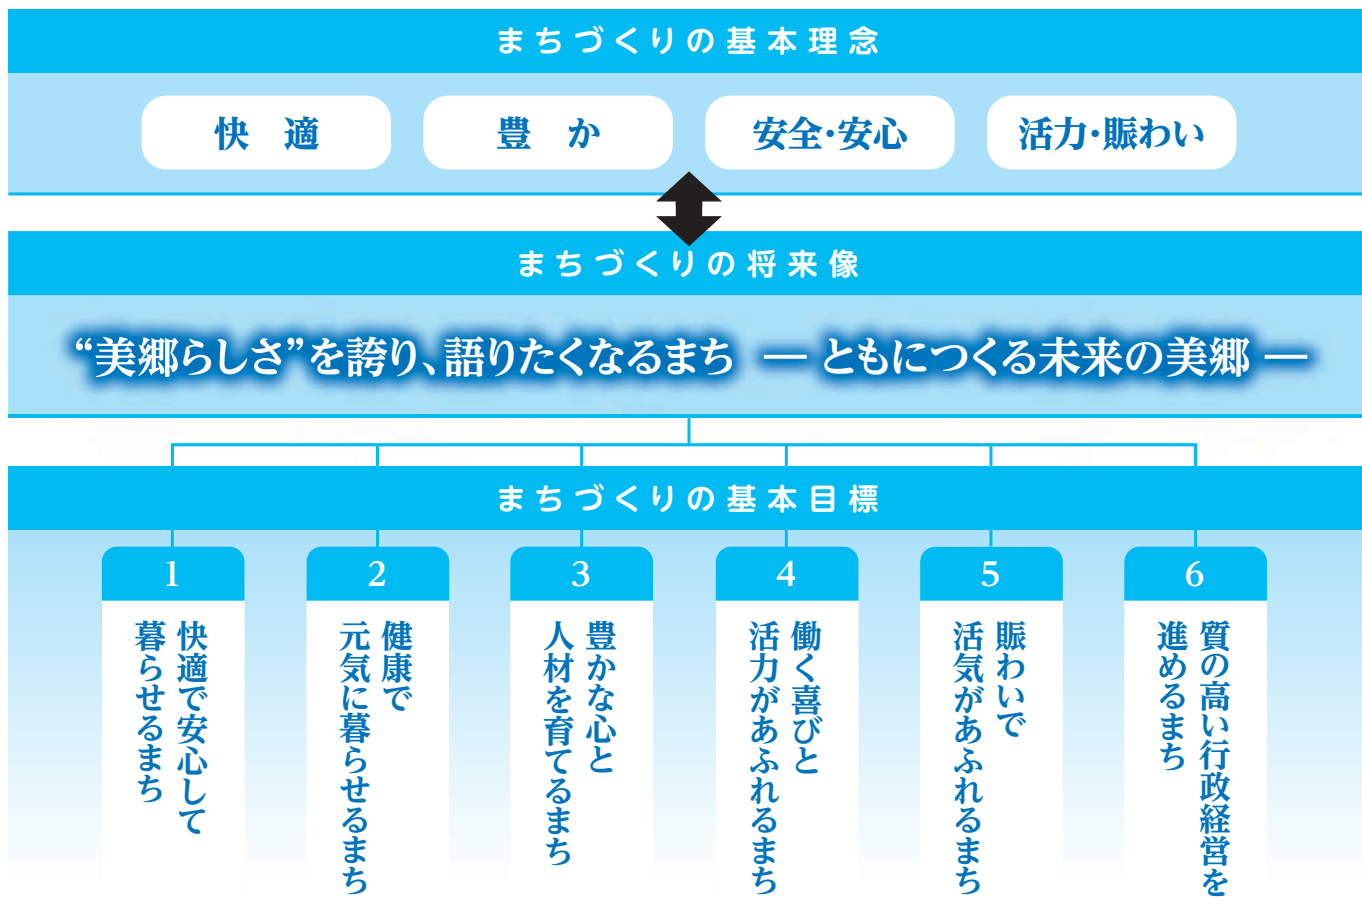 まちづくりの基本理念
快 適
豊 か
安全・安心
活力・賑わい
まちづくりの将来像
“美郷らしさ”を誇り、語りたくなるまち ― ともにつくる未来の美郷 ―
まちづくりの基本目標
1
快適で安心して
暮らせるまち
2
健康で
元気に暮らせるまち
3
豊かな心と
人材を育てるまち
4
働く喜びと
活力があふれるまち
5
賑わいで
活気があふれるまち
6
質の高い行政経営を
進めるまち